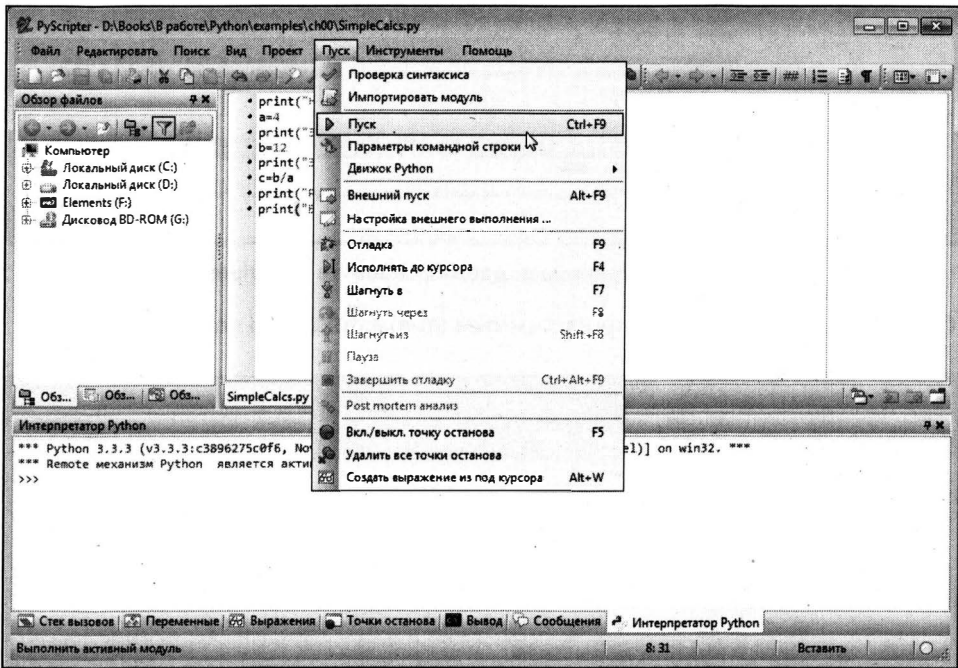 PyScripter - D:\Books\В работе\Python\examples\ch00\SimpleCalcs.py
Файл Редактировать Поиск Вид Проект Пуск Инструменты Помощь
Обзор файлов
Компьютер
Локальный диск (C:)
Локальный диск (D:)
Elements (F:)
Дисковод BD-ROM (G:)
Обз... Обз... Обз...
print("
a=4
print("З
b=12
print("З
c=b/a
print("
print("
SimpleCalcs.py
Проверка синтаксиса
Импортировать модуль
Пуск Ctrl+F9
Параметры командной строки
Движок Python
Внешний пуск Alt+F9
Настройка внешнего выполнения ...
Отладка F9
Исполнять до курсора F4
Шагнуть в F7
Шагнуть через F8
Шагнуть из Shift+F8
Пауза
Завершить отладку Ctrl+Alt+F9
Post mortem анализ
Вкл./выкл. точку останова F5
Удалить все точки останова
Создать выражение из под курсора Alt+W
Интерпретатор Python
*** Python 3.3.3 (v3.3.3:c3896275c0f6, No el)] on win32. ***
*** Remote механизм Python является акти
>>>
Стек вызовов Переменные Выражения Точки останова Вывод Сообщения Интерпретатор Python
Выполнить активный модуль 8: 31 Вставить